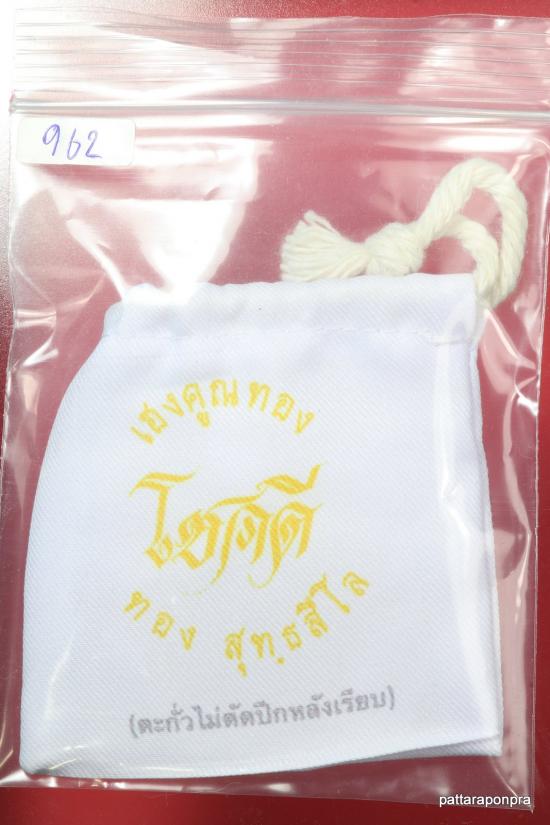 962
เฮงคูณทอง
โชคดี
ทอง สุทฺธสีโล
(ตะกั่วไม่ตัดปีกหลังเรียบ)
pattaraponpra